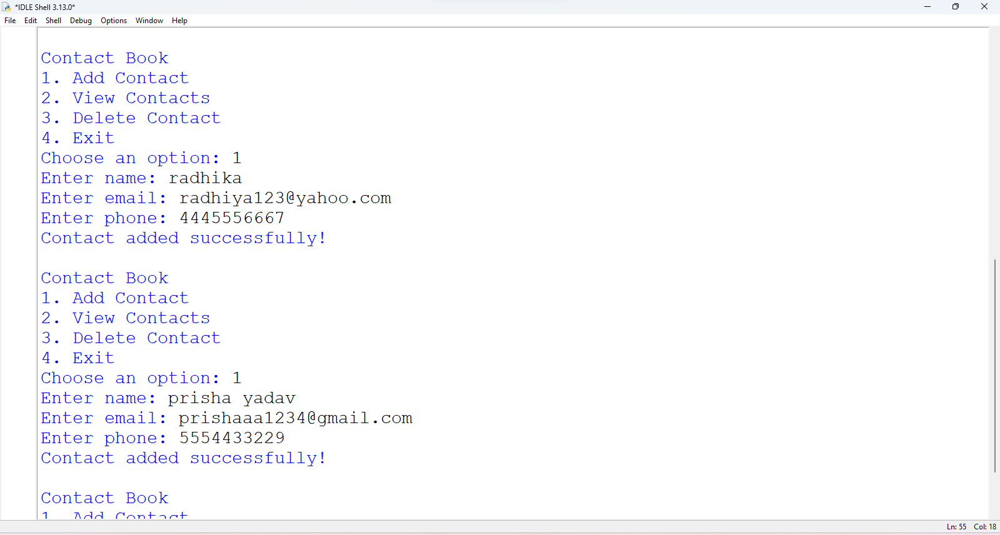 *IDLE Shell 3.13.0*
File Edit Shell Debug Options Window Help
Contact Book
1. Add Contact
2. View Contacts
3. Delete Contact
4. Exit
Choose an option: 1
Enter name: radhika
Enter email: radhiya123@yahoo.com
Enter phone: 4445556667
Contact added successfully!
Contact Book
1. Add Contact
2. View Contacts
3. Delete Contact
4. Exit
Choose an option: 1
Enter name: prisha yadav
Enter email: prishaaa1234@gmail.com
Enter phone: 5554433229
Contact added successfully!
Contact Book
1. Add Contact
Ln: 55 Col: 18